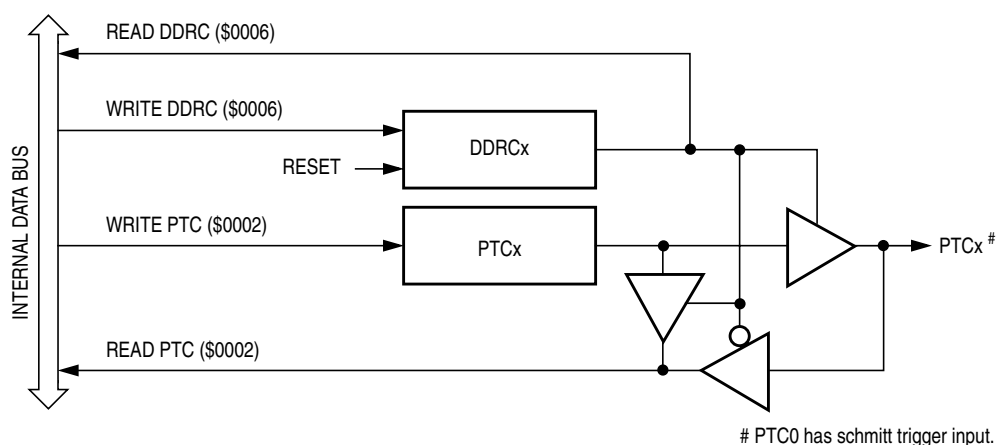 READ DDRC ($0006)
WRITE DDRC ($0006)
DDRCx
RESET
INTERNAL DATA BUS
WRITE PTC ($0002)
PTCx
PTCx #
READ PTC ($0002)
# PTC0 has schmitt trigger input.